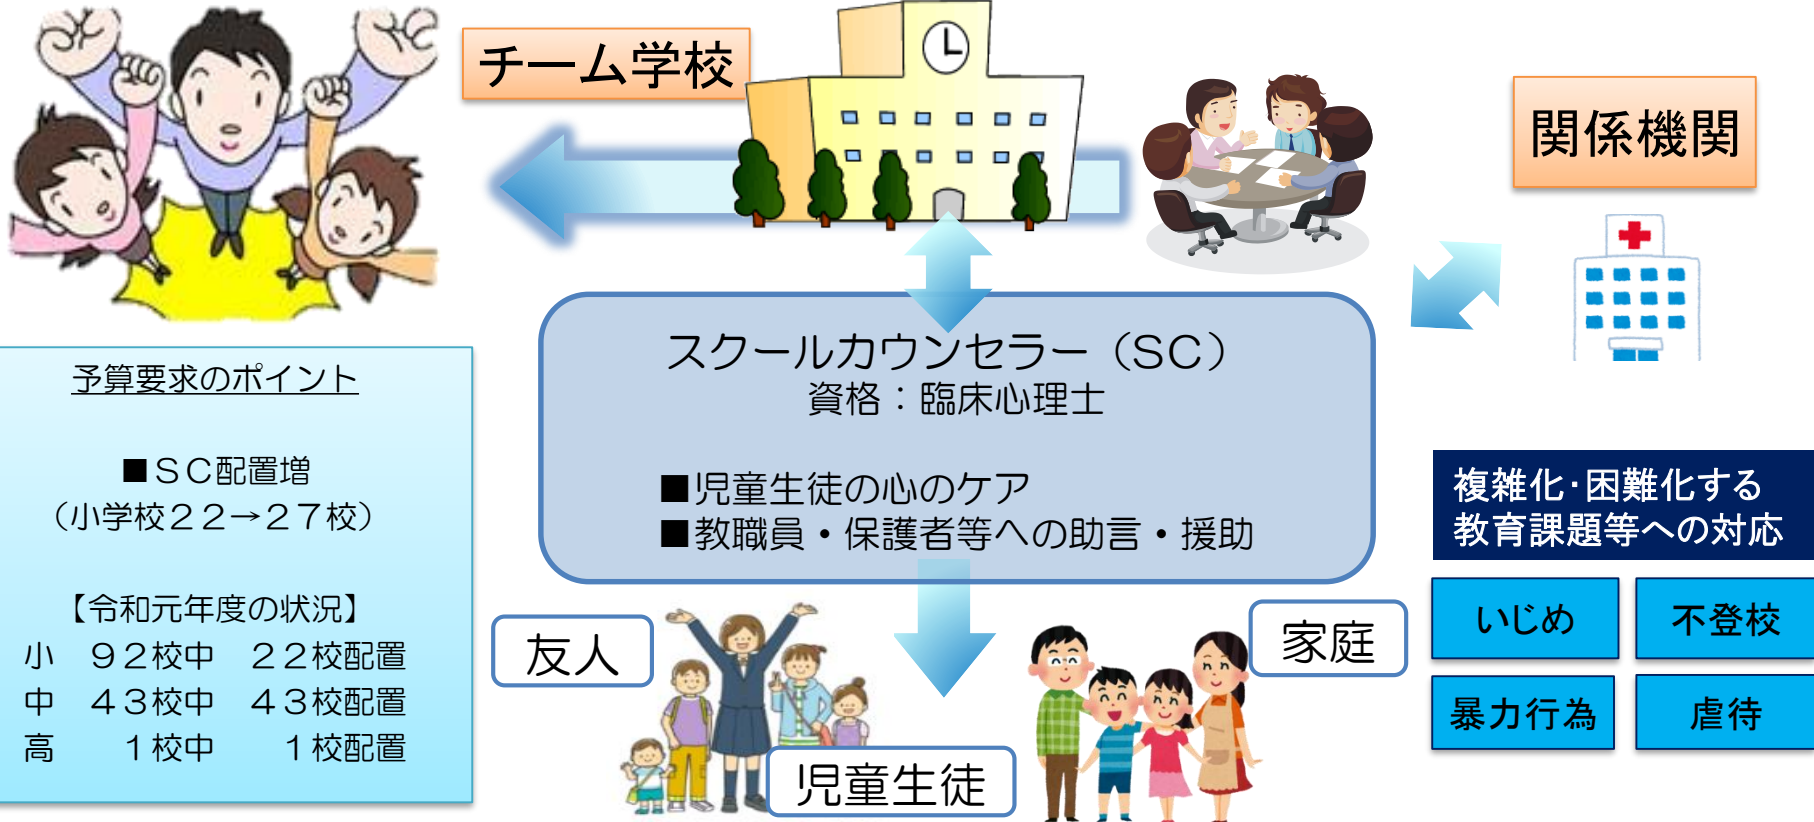 チーム学校
関係機関
スクールカウンセラー（ＳＣ）
資格：臨床心理士
■児童生徒の心のケア
■教職員・保護者等への助言・援助
予算要求のポイント
■ＳＣ配置増
（小学校２２→２７校）
【令和元年度の状況】
小　９２校中　２２校配置
中　４３校中　４３校配置
高　　１校中　　１校配置
複雑化・困難化する
教育課題等への対応
いじめ
不登校
暴力行為
虐待
友人
家庭
児童生徒